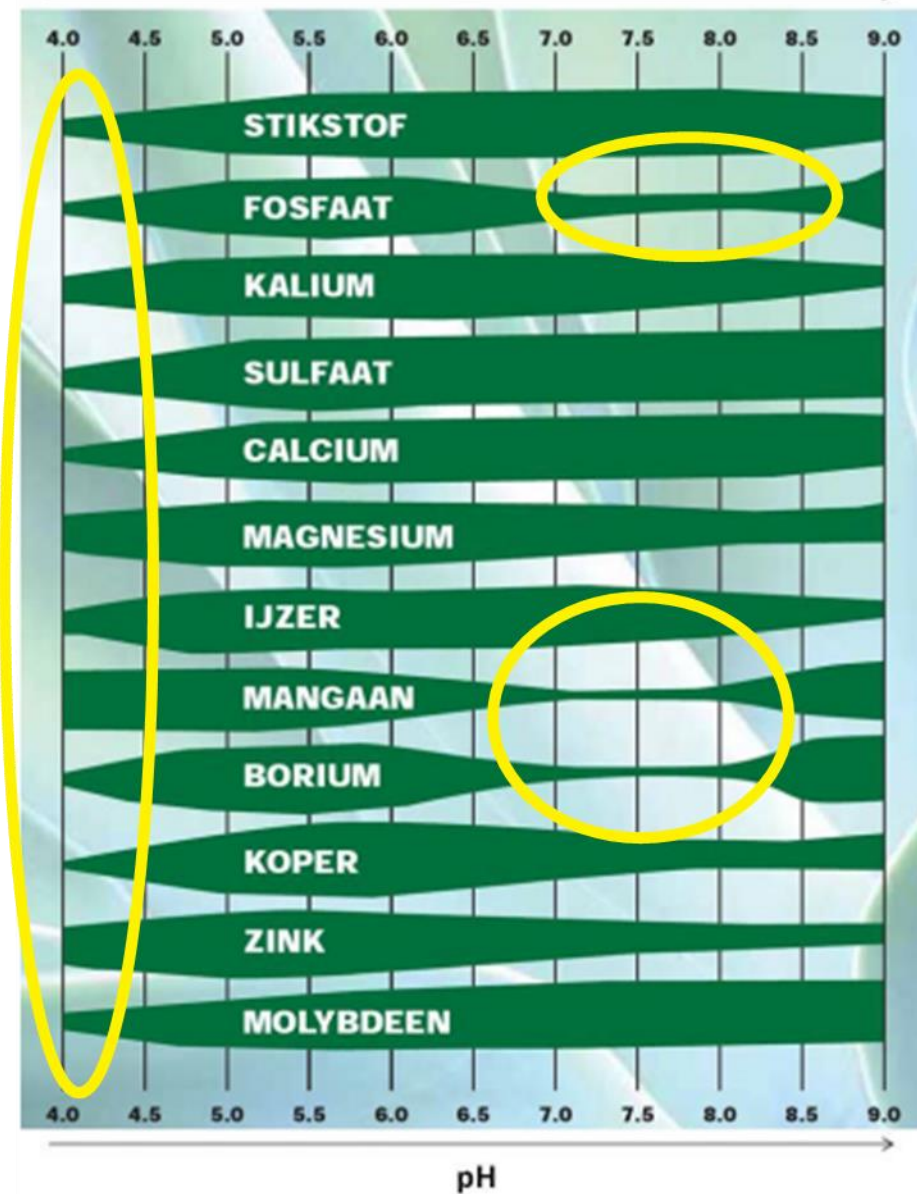 4.0 4.5 5.0 5.5 6.0 6.5 7.0 7.5 8.0 8.5 9.0
STIKSTOF
FOSFAAT
KALIUM
SULFAAT
CALCIUM
MAGNESIUM
IJZER
MANGAAN
BORIUM
KOPER
ZINK
MOLYBDEEN
4.0 4.5 5.0 5.5 6.0 6.5 7.0 7.5 8.0 8.5 9.0
pH